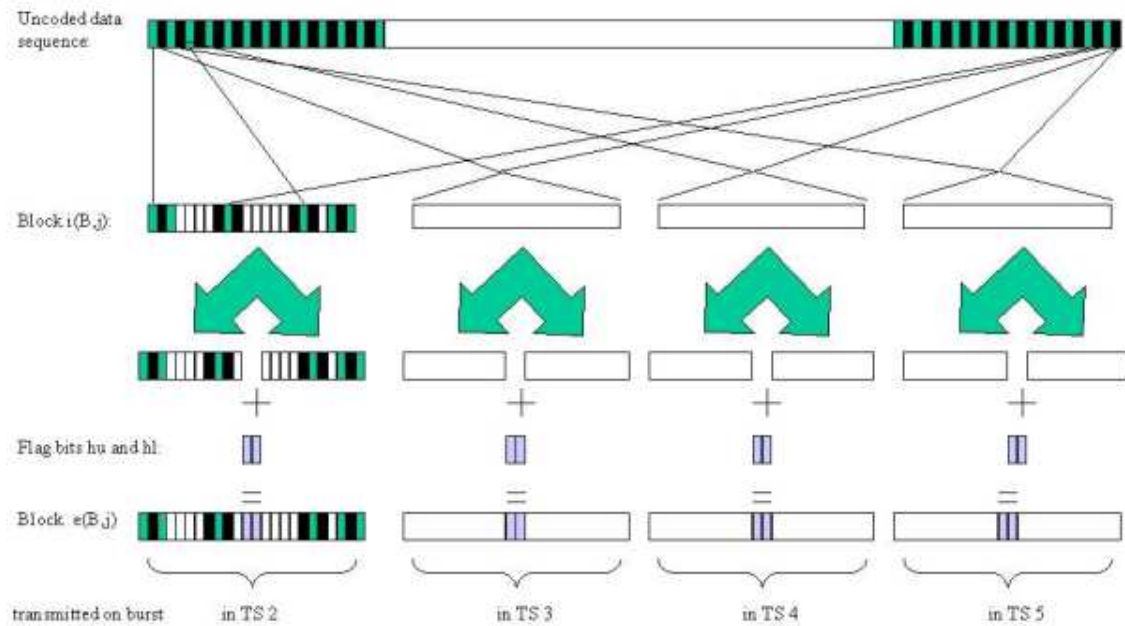 Uncoded data
sequence
Block i(B,j):
Flag bits hu and hl:
Block e(B,j)
transmitted on burst in TS 2 in TS 3 in TS 4 in TS 5